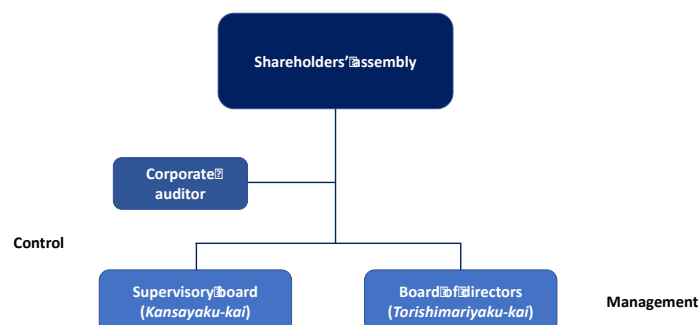 Shareholders' assembly
Corporate
auditor
Control
Supervisory board
(Kansayaku-kai)
Board of directors
(Torishimariyaku-kai)
Management